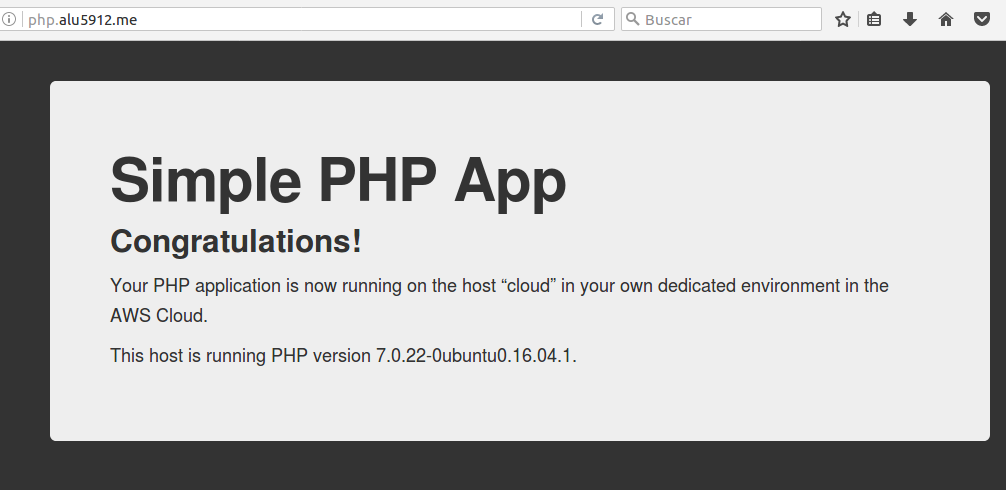 php.alu5912.me
Buscar
Simple PHP App
Congratulations!
Your PHP application is now running on the host “cloud” in your own dedicated environment in the
AWS Cloud.
This host is running PHP version 7.0.22-0ubuntu0.16.04.1.